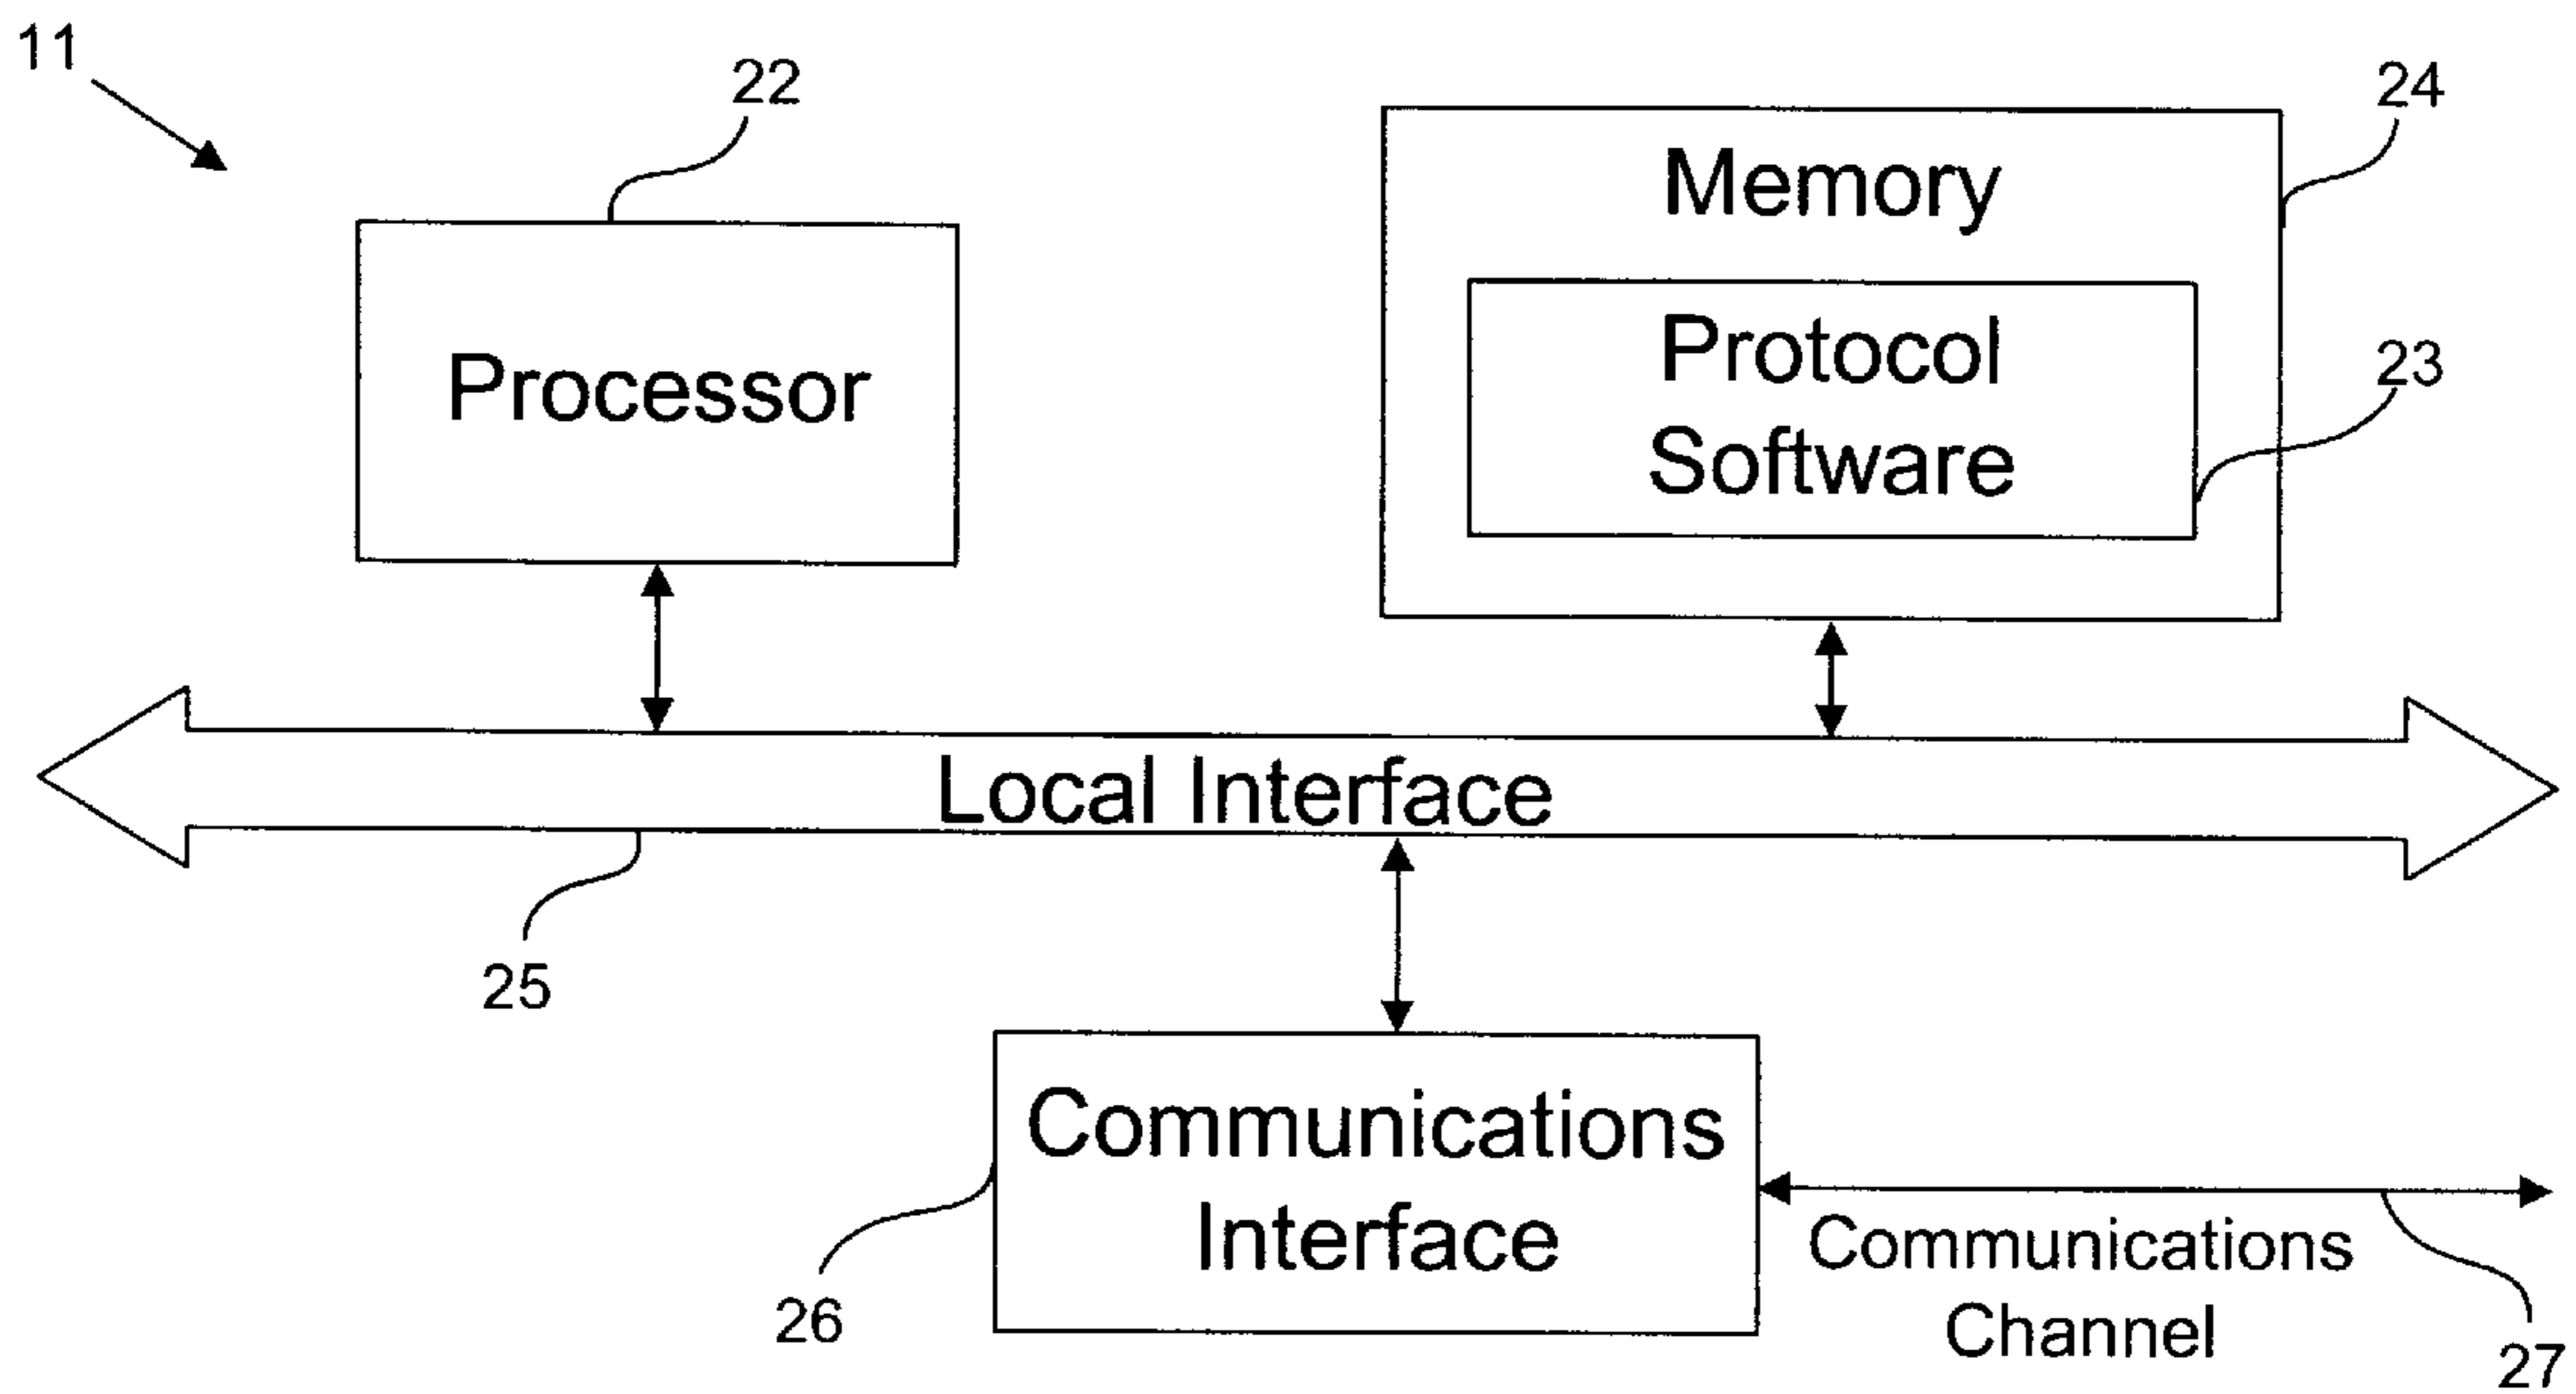 11
22
24
Memory
Processor
Protocol
Software
23
Local Interface
25
Communications
Interface
26
Communications
Channel
27